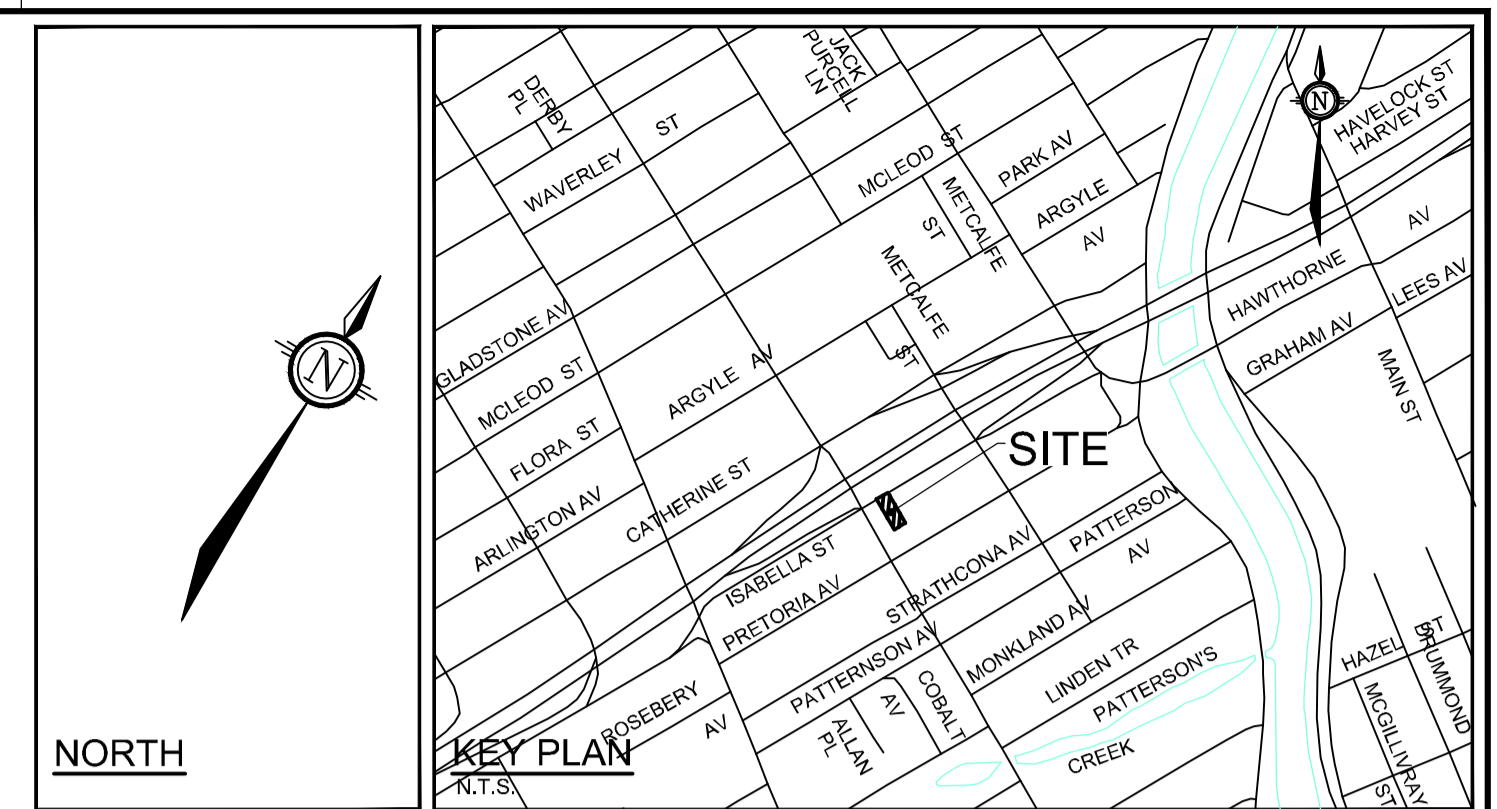 NORTH
N
KEY PLAN
N.T.S.
SITE
N
DERBY
PL
JACK
PURCELL
LN
WAVERLEY ST
MCLEOD ST
METCALFE
ST
PARK AV
ARGYLE
AV
HAVELOCK ST
HARVEY ST
METCALFE
ST
HAWTHORNE
AV
LEES AV
GRAHAM AV
MAIN ST
GLADSTONE AV
MCLEOD ST
FLORA ST
ARLINGTON AV
ARGYLE AV
CATHERINE ST
ISABELLA ST
PRETORIA AV
STRATHCONA AV
PATTERSON
AV
PATTERNSON AV
MONKLAND AV
LINDEN TR
PATTERSON'S
CREEK
ROSEBERY
AV
ALLAN
PL
COBALT
AV
HAZEL ST
DRUMMOND
MCGILLIVRAY
ST